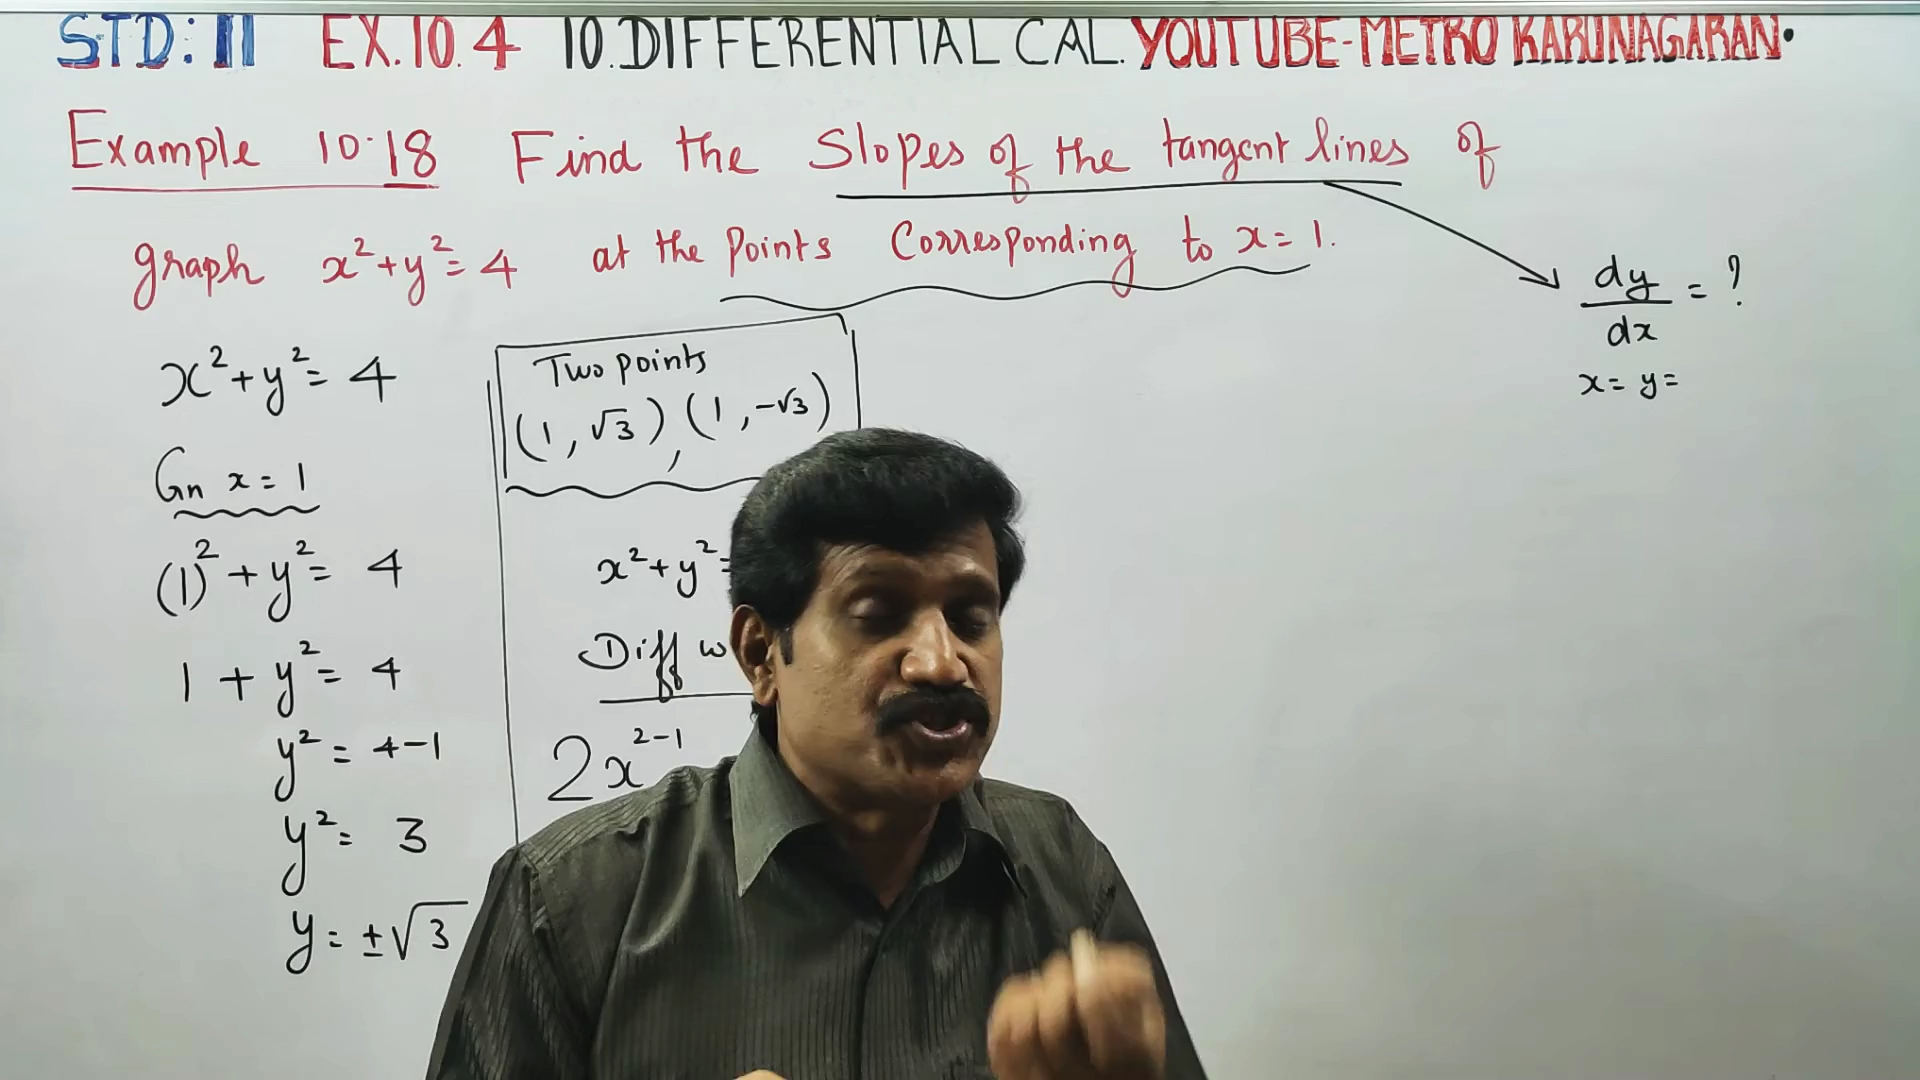 STD: 11 EX.10.4 10.DIFFERENTIAL CAL. YOUTUBE-METRO KARUNAGARAN.
Example 10.18 Find the Slopes of the tangent lines of
graph x²+y²=4 at the points Corresponding to x=1.
dy/dx = ?
x= y=
x²+y²=4
Gn x=1
(1)²+y²=4
1+y²=4
y²=4-1
y²=3
y=±√3
Two points
(1,√3), (1,-√3)
x²+y²=
Diff w
2x²⁻¹